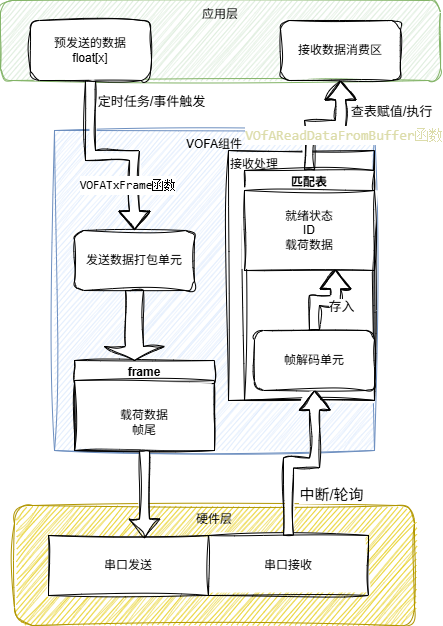 应用层
预发送的数据
float[x]
接收数据消费区
定时任务/事件触发
查表赋值/执行
VOfAReadDataFromBuffer函数
VOFA组件
接收处理
匹配表
VOFATxFrame函数
就绪状态
ID
载荷数据
发送数据打包单元
存入
帧解码单元
frame
载荷数据
帧尾
中断/轮询
硬件层
串口发送
串口接收